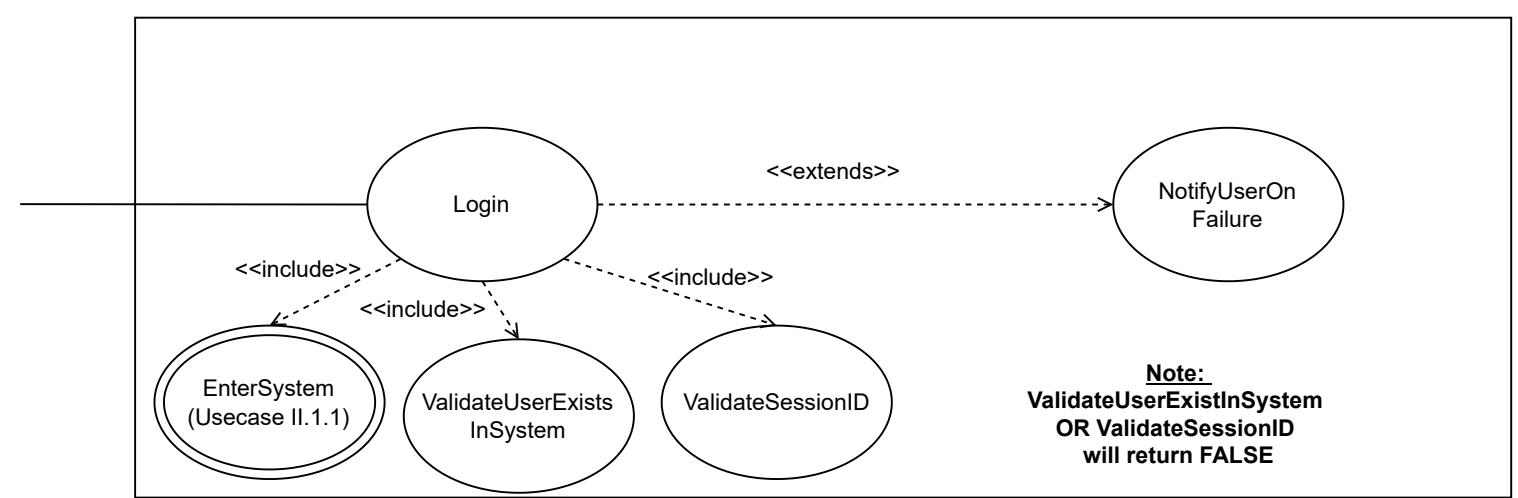 <<extends>>
Login
NotifyUserOn
Failure
<<include>>
<<include>>
<<include>>
EnterSystem
(Usecase II.1.1)
ValidateUserExists
InSystem
ValidateSessionID
Note:
ValidateUserExistInSystem
OR ValidateSessionID
will return FALSE